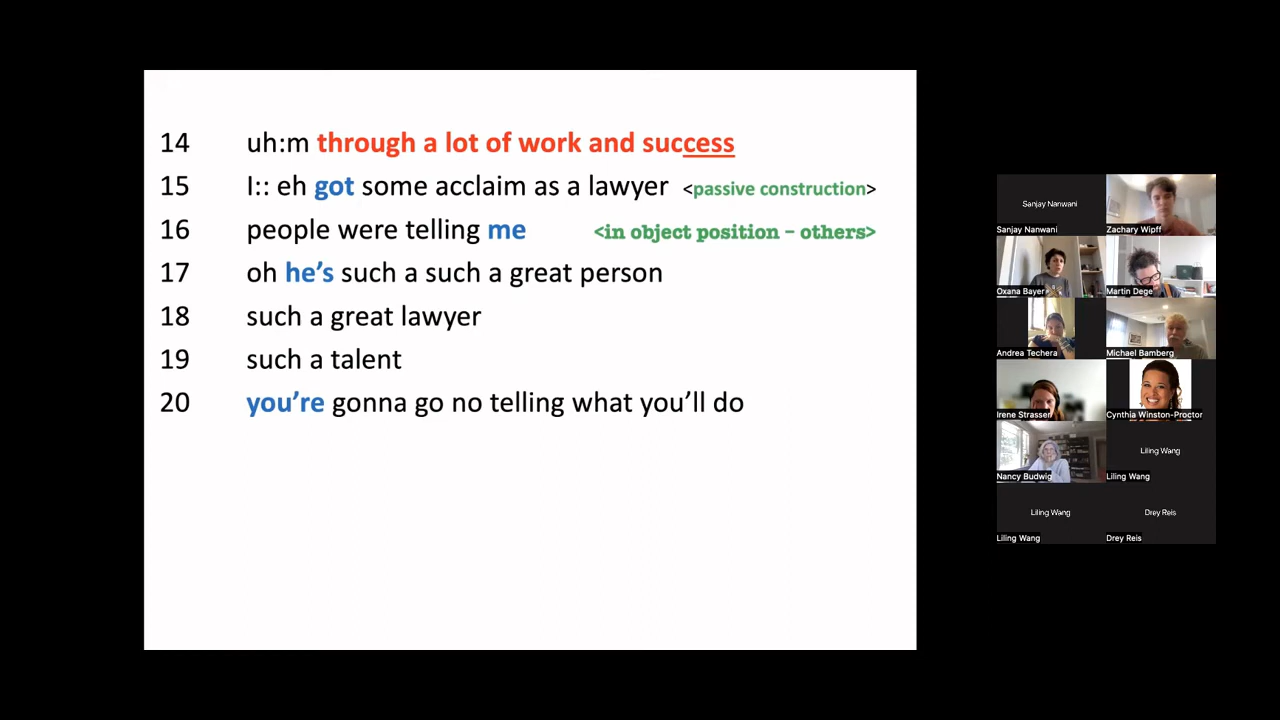 14 uh:m through a lot of work and success
15 I:: eh got some acclaim as a lawyer <passive construction>
16 people were telling me <in object position – others>
17 oh he's such a such a great person
18 such a great lawyer
19 such a talent
20 you're gonna go no telling what you'll do
Sanjay Nanwani
Sanjay Nanwani
Zachary Wipff
Oxana Bayer
Martin Dege
Andrea Techera
Michael Bamberg
Irene Strasser
Cynthia Winston-Proctor
Nancy Budwig
Liling Wang
Liling Wang
Liling Wang
Liling Wang
Drey Reis
Drey Reis